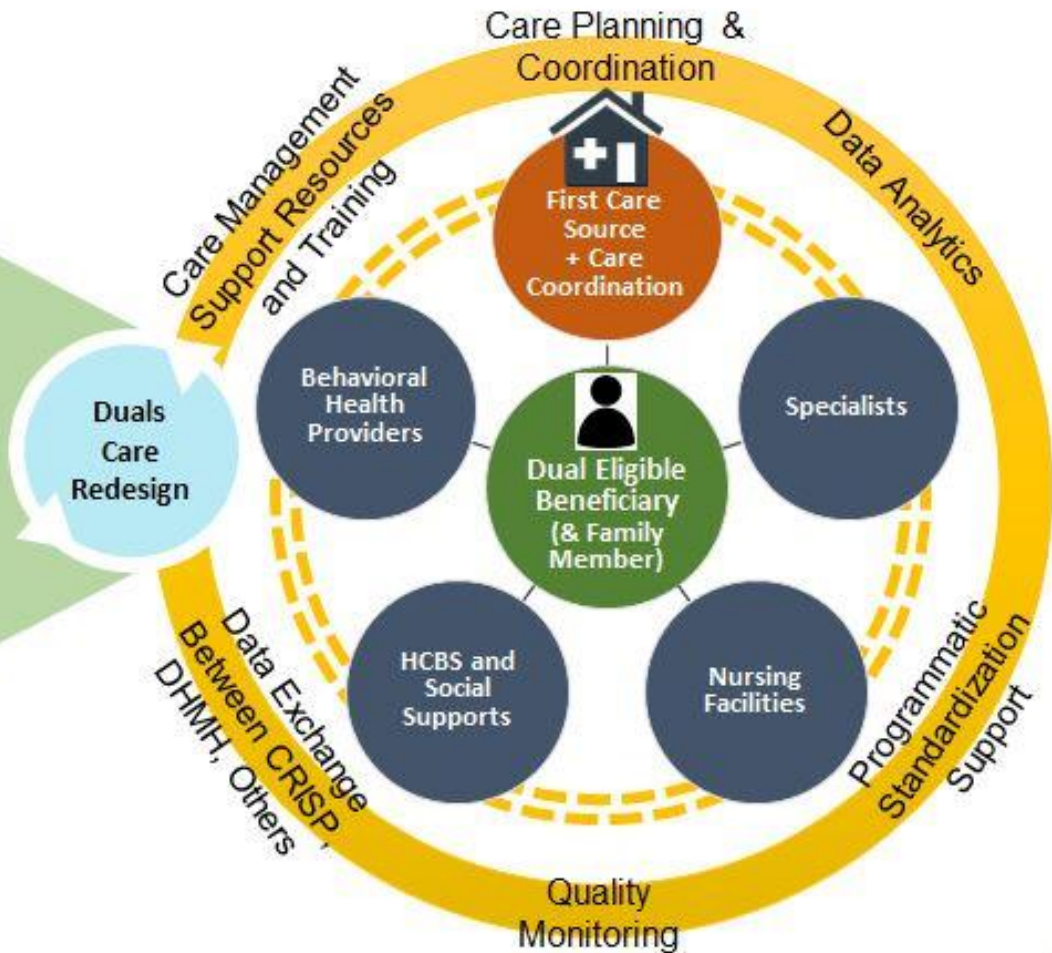 Care Planning &
Coordination
Care Management
Support Resources
and Training
Data Analytics
First Care
Source
+ Care
Coordination
Behavioral
Health
Providers
Specialists
Duals
Care
Redesign
Dual Eligible
Beneficiary
(& Family
Member)
HCBS and
Social
Supports
Nursing
Facilities
Data Exchange
Between CRISP,
DHMH, Others
Programmatic
Standardization
Support
Quality
Monitoring